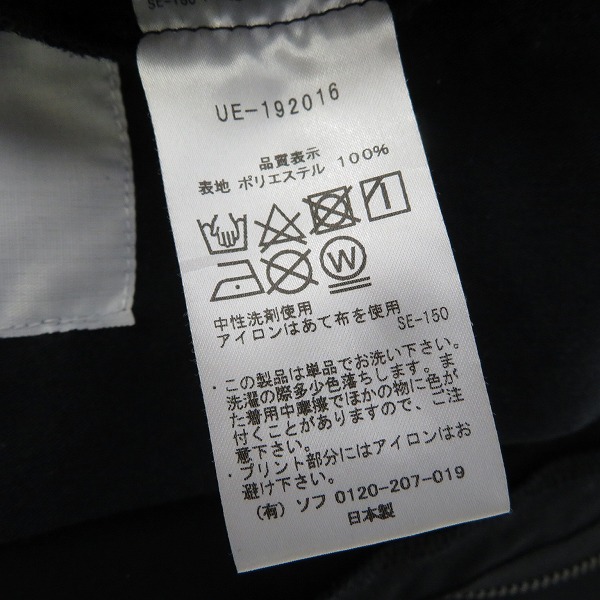 SE-150
UE-192016
品質表示
表地 ポリエステル 100%
W
中性洗剤使用
アイロンはあて布を使用
SE-150
・この製品は単品でお洗い下さい。
洗濯の際多少色落ちします。ま
た着用中摩擦でほかの物に色が
付くことがありますので、ご注
意下さい。
・プリント部分にはアイロンはお
避け下さい。
(有) ソフ 0120-207-019
日本製